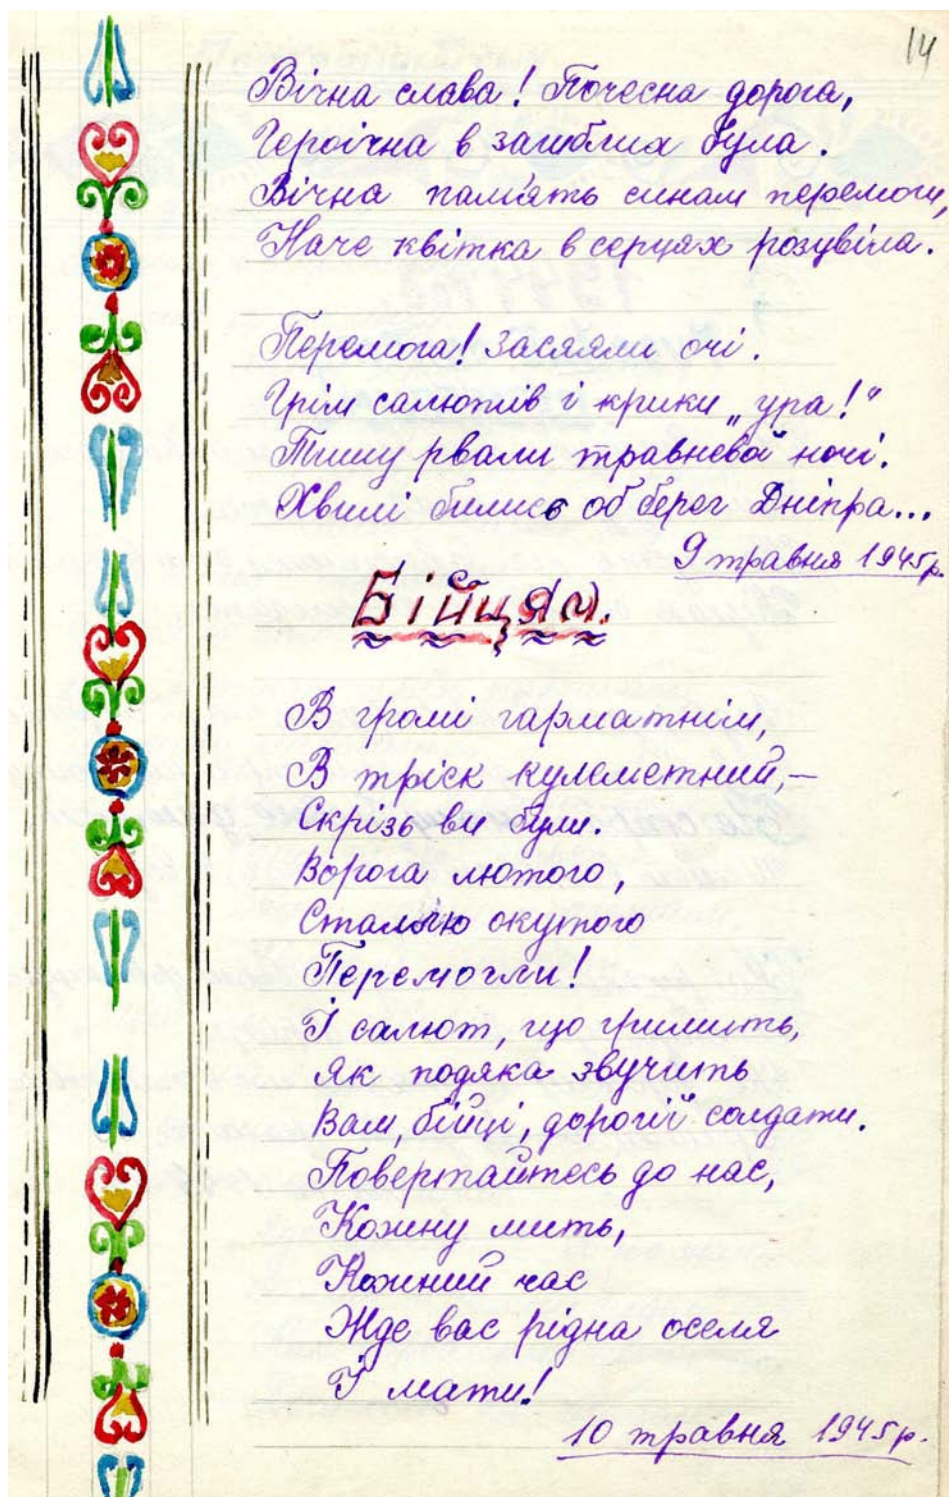 14
Вічна слава! Почесна дорога,
Героїчна в загиблих була.
Вічна пам'ять синам перемоги,
Наче квітка в серцях розцвіла.
Перемога! Засяяли очі.
Грім салютів і крики „ура!“
Тишу рвали травневої ночі.
Хвилі бились об берег Дніпра...
9 травня 1945р.
Бійцям.
В громі гарматнім,
В тріск кулеметний,—
Скрізь ви були.
Ворога лютого,
Сталлю окутого
Перемогли!
І салют, що гримить,
Як подяка звучить
Вам, бійці, дорогії солдати.
Повертайтесь до нас,
Кожну мить,
Кожний час
Жде вас рідна оселя
Й мати!
10 травня 1945р.